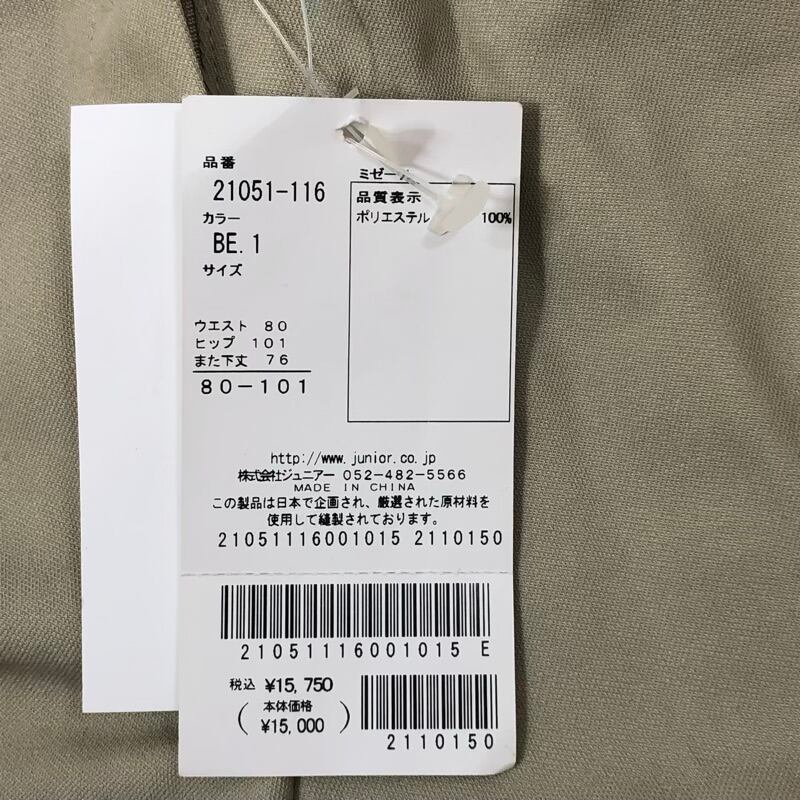 品番
21051-116
カラー
BE. 1
サイズ
ウエスト 80
ヒップ 101
また下丈 76
80-101
品質表示
ポリエステル 100%
http://www.junior.co.jp
株式会社ジュニアー 052-482-5566
MADE IN CHINA
この製品は日本で企画され、厳選された原材料を
使用して縫製されております。
21051116001015 2110150
21051116001015 E
税込 ¥15,750
(本体価格
¥15,000)
2110150